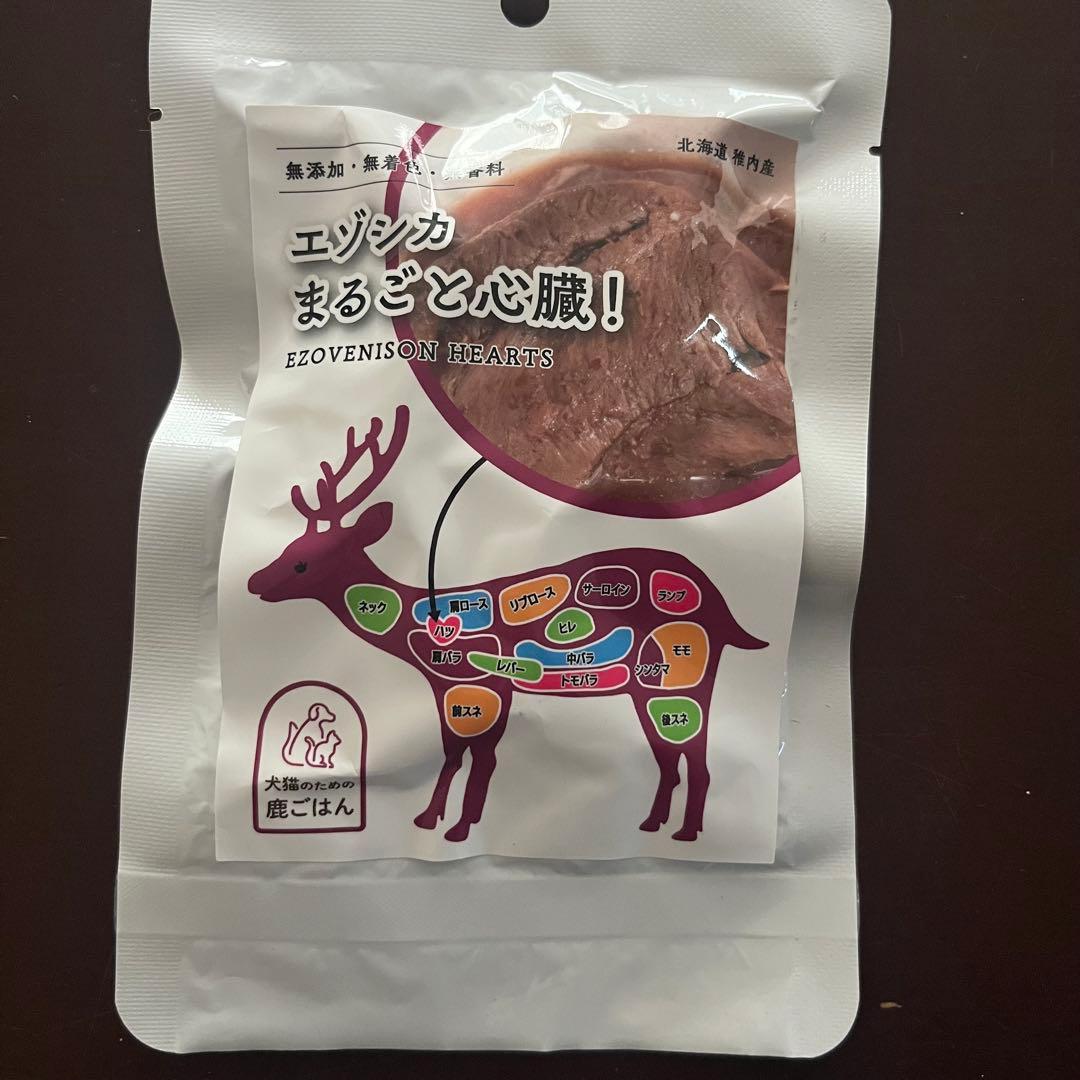 無添加・無着色・無香料
北海道 稚内産
エゾシカ
まるごと心臓!
EZOVENISON HEARTS
ネック
肩ロース
リブロース
サーロイン
ランプ
ハツ
ヒレ
肩バラ
レバー
中バラ
トモバラ
シンタマ
モモ
前スネ
後スネ
犬猫のための
鹿ごはん